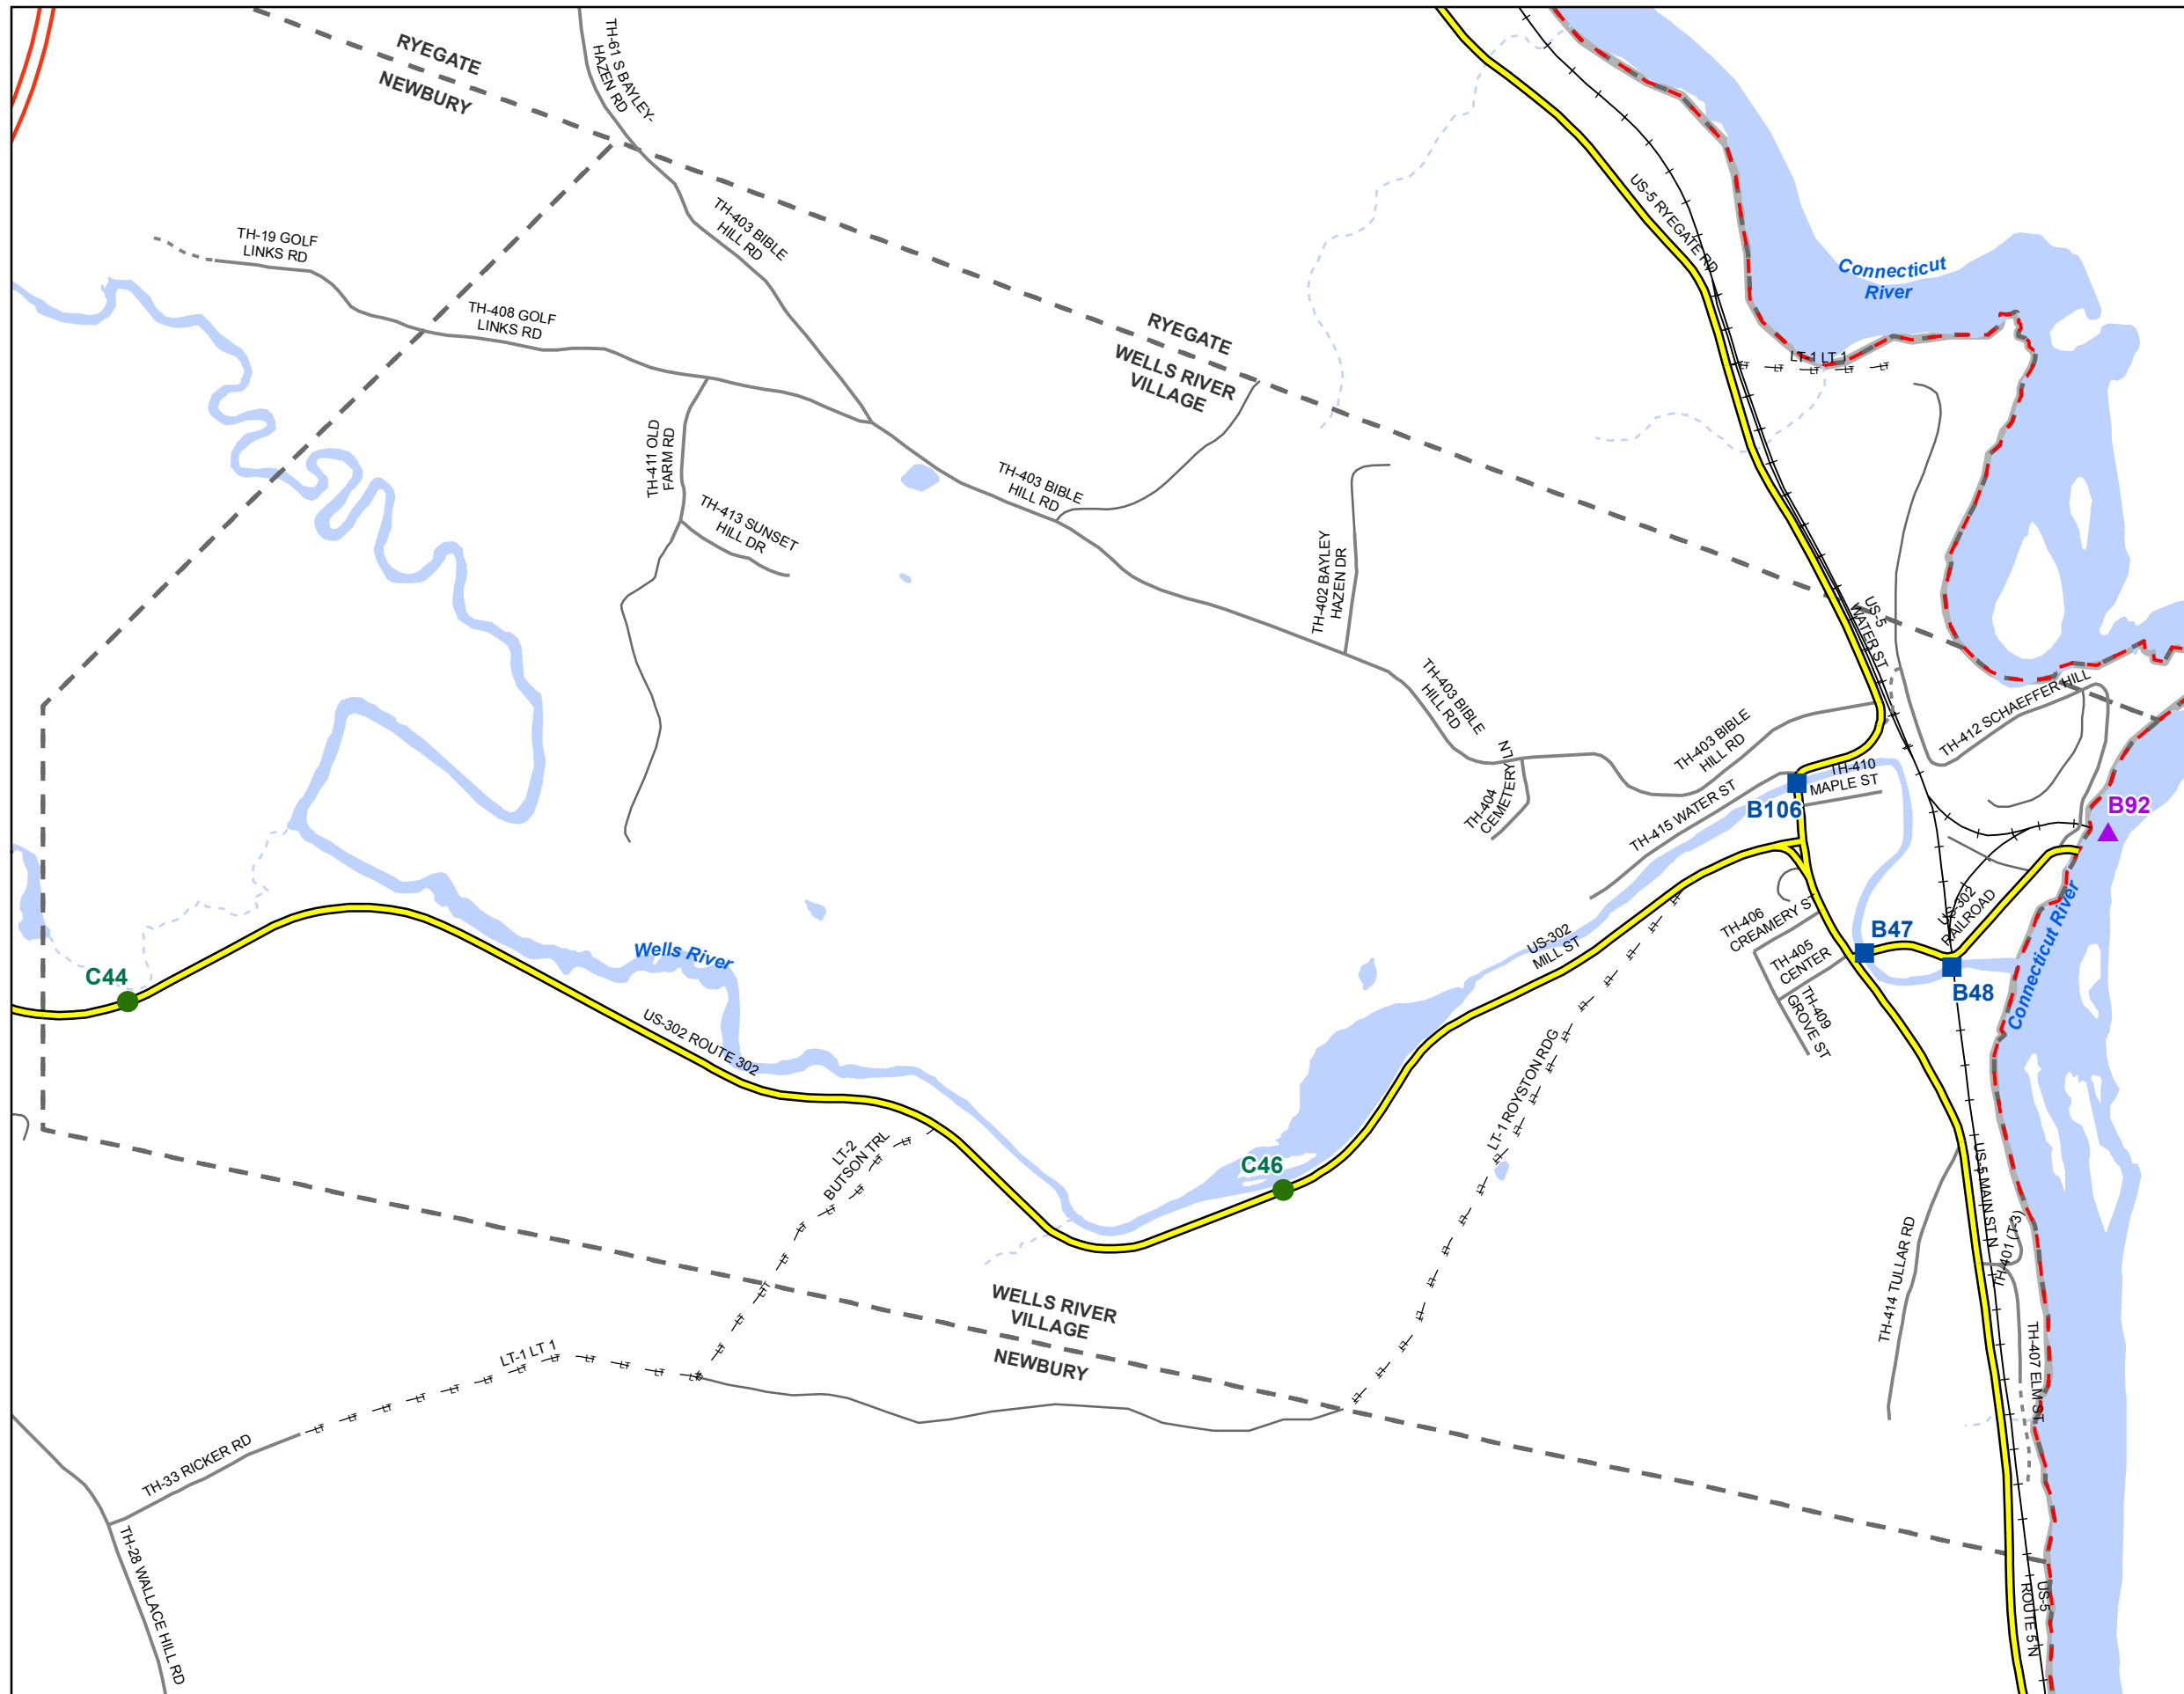 RYEGATE
NEWBURY
TH-61 S BAYLEY-
HAZEN RD
TH-19 GOLF
LINKS RD
TH-403 BIBLE
HILL RD
TH-408 GOLF
LINKS RD
US-5 RYEGATE RD
Connecticut
River
RYEGATE
WELLS RIVER
VILLAGE
LT-1 LT 1
LT
LT
LT
LT
LT
TH-411 OLD
FARM RD
TH-413 SUNSET
HILL DR
TH-403 BIBLE
HILL RD
TH-402 BAYLEY
HAZEN DR
US-5
WATER ST
TH-403 BIBLE
HILL RD
TH-404
CEMETERY LN
TH-403 BIBLE
HILL RD
TH-412 SCHAEFFER HILL
TH-410
MAPLE ST
TH-415 WATER ST
B106
B92
TH-406
CREAMERY ST
TH-405
CENTER
TH-409
GROVE ST
B47
US-302
RAILROAD
B48
Connecticut River
US-302
MILL ST
Wells River
C44
US-302 ROUTE 302
LT-2
BUTSON TRL
C46
LT-1 ROYSTON RDG
US-5 MAIN ST N
TH-401 (T-3)
TH-414 TULLAR RD
TH-407 ELM ST
WELLS RIVER
VILLAGE
NEWBURY
LT-1 LT 1
TH-33 RICKER RD
TH-28 WALLACE HILL RD
US-5
ROUTE 5 N